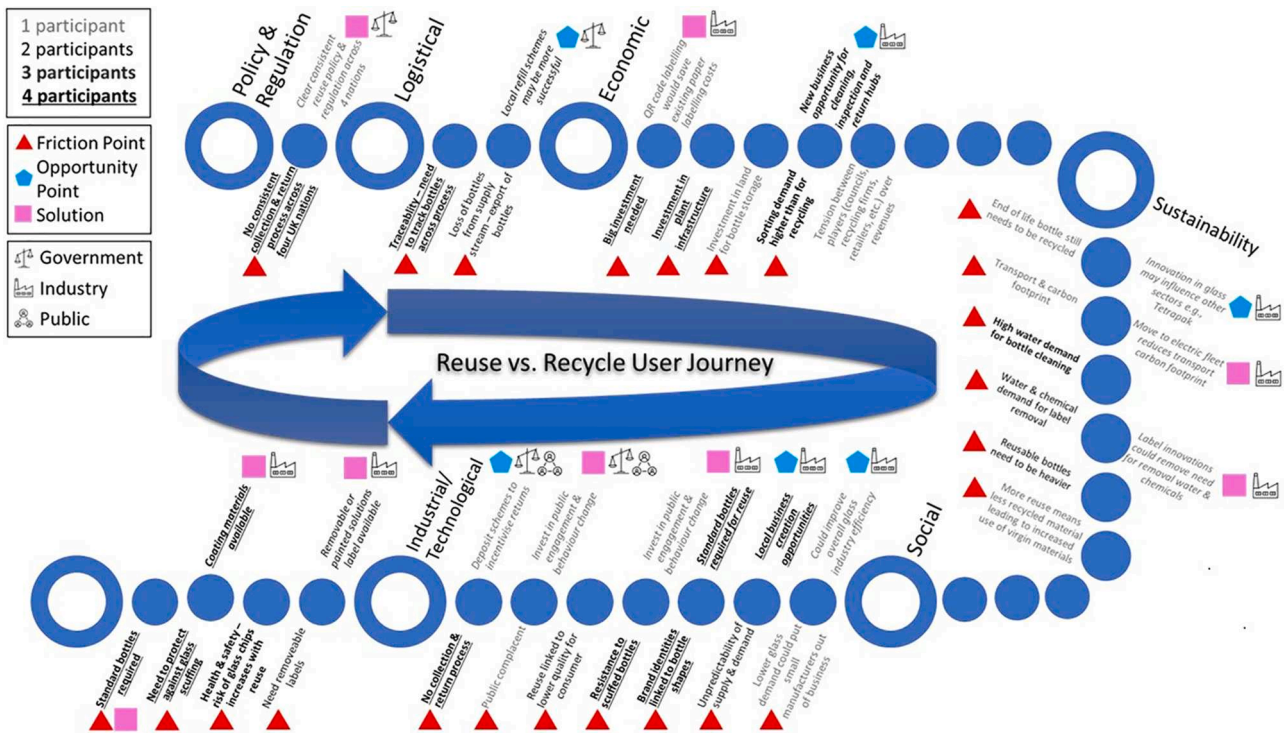 1 participant
2 participants
3 participants
4 participants
Friction Point
Opportunity
Point
Solution
Government
Industry
Public
Policy &
Regulation
Clear consistent
reuse policy &
regulation across
4 nations
No consistent
collection & return
process across
four UK nations
Logistical
Local refill schemes
may be more
successful
Traceability – need
to track bottles
across process
Loss of bottles
from supply
stream – export of
bottles
Economic
QR code labelling
would save
existing paper
labelling costs
New business
opportunity for
cleaning,
inspection and
return hubs
Big investment
needed
Investment in
plant
infrastructure
Investment in land
for bottle storage
Sorting demand
higher than for
recycling
Tension between
players (councils,
recycling firms,
retailers, etc.) over
revenues
Sustainability
End of life bottle still
needs to be recycled
Transport & carbon
footprint
High water demand
for bottle cleaning
Water & chemical
demand for label
removal
Reusable bottles
need to be heavier
More reuse means
less recycled material
leading to increased
use of virgin materials
Innovation in glass
may influence other
sectors e.g.,
Tetrapak
Move to electric fleet
reduces transport
carbon footprint
Label innovations
could remove need
for removal water &
chemicals
Reuse vs. Recycle User Journey
Coating materials
available
Removable or
painted solutions
label available
Standard bottles
required
Need to protect
against glass
scuffing
Health & safety –
risk of glass chips
increases with
reuse
Need removeable
labels
Industrial/
Technological
Deposit schemes to
incentivise returns
Invest in public
engagement &
behaviour change
Invest in public
engagement &
behaviour change
Standard bottles
required for reuse
Local business
creation
opportunities
Could improve
overall glass
industry efficiency
No collection &
return process
Public complacent
Reuse linked to
lower quality for
consumer
Resistance to
scuffed bottles
Brand identities
linked to bottle
shapes
Unpredictability of
supply & demand
Lower glass
demand could put
small
manufacturers out
of business
Social